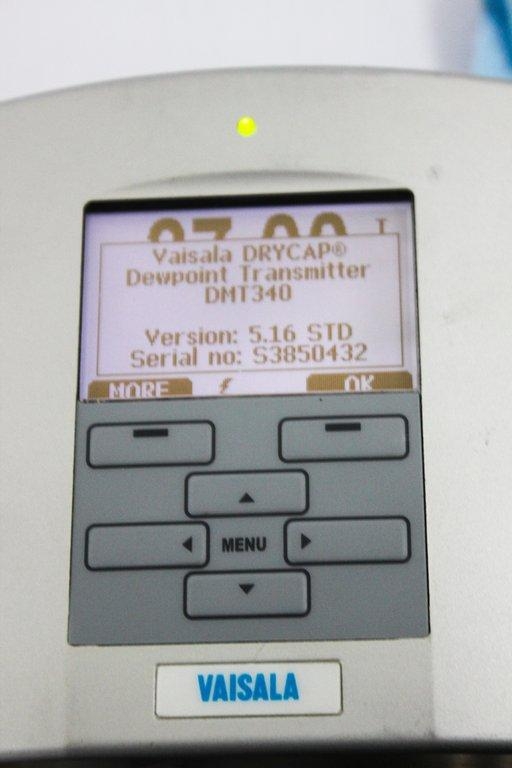 Vaisala DRYCAP®
Dewpoint Transmitter
DMT340
Version: 5.16 STD
Serial no: S3850432
MORE OK
MENU
VAISALA